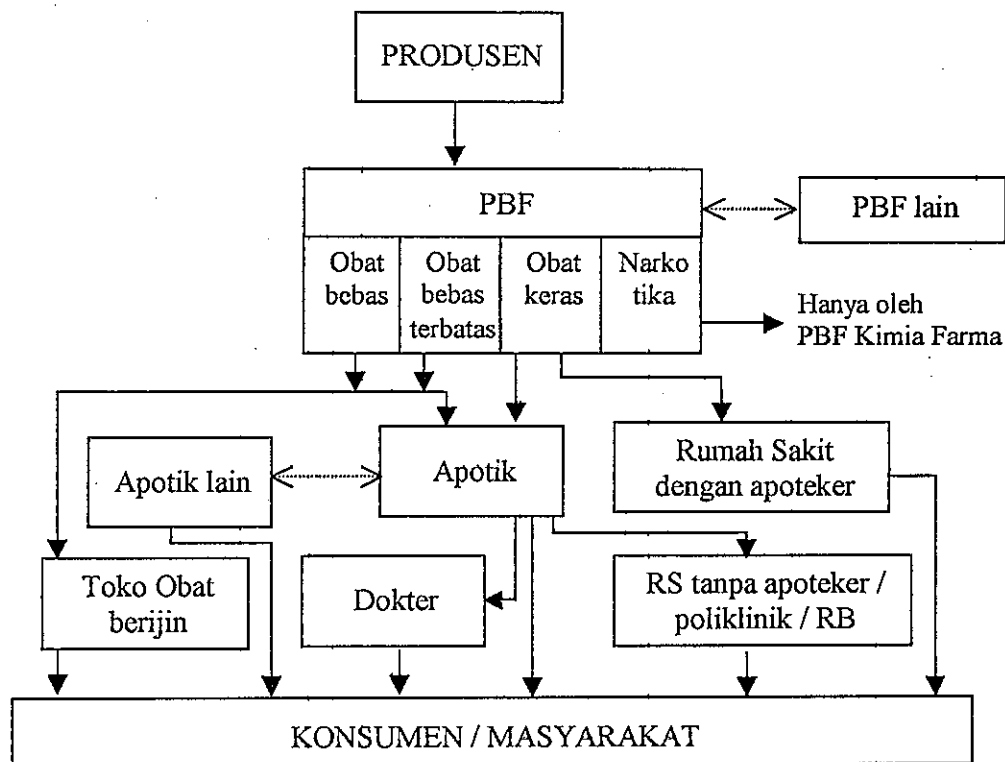 PRODUSEN
PBF
PBF lain
Obat
bebas
Obat
bebas
terbatas
Obat
keras
Narko
tika
Hanya oleh
PBF Kimia Farma
Apotik lain
Apotik
Rumah Sakit
dengan apoteker
Toko Obat
berijin
Dokter
RS tanpa apoteker /
poliklinik / RB
KONSUMEN / MASYARAKAT